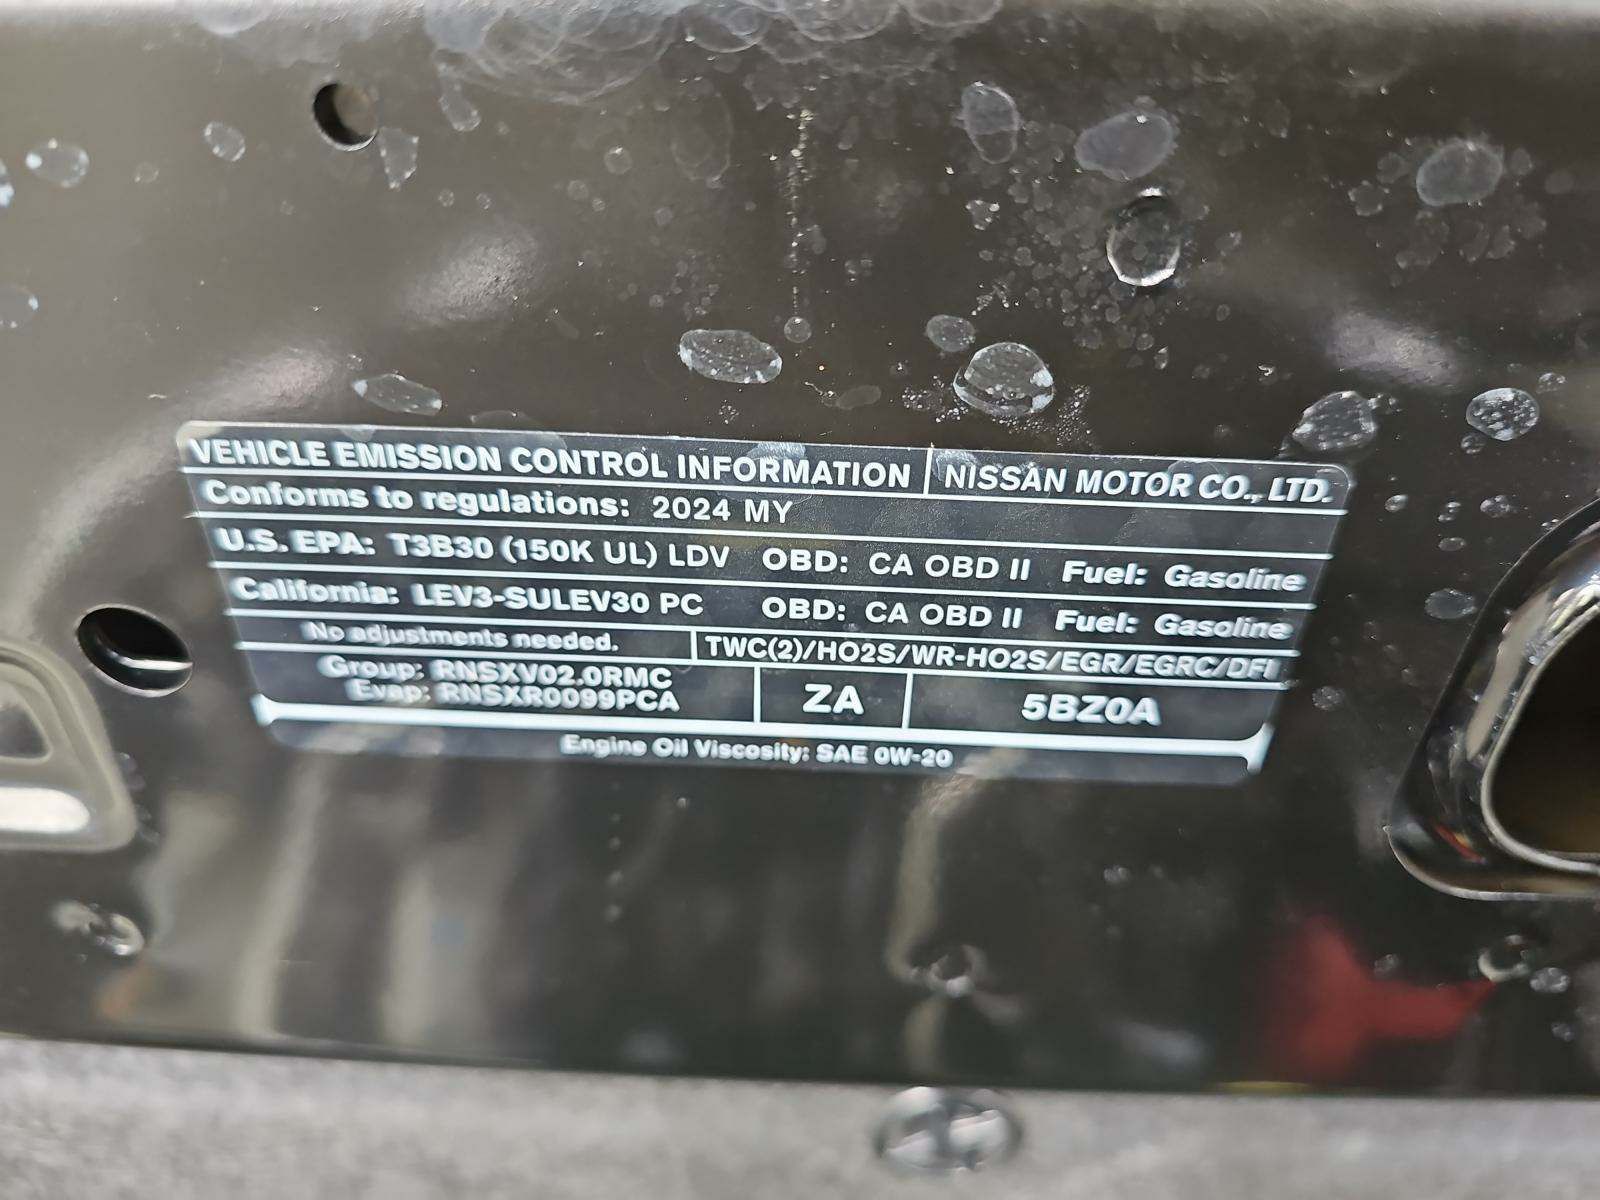 VEHICLE EMISSION CONTROL INFORMATION NISSAN MOTOR CO., LTD.
Conforms to regulations: 2024 MY
U.S. EPA: T3B30 (150K UL) LDV OBD: CA OBD II Fuel: Gasoline
California: LEV3-SULEV30 PC OBD: CA OBD II Fuel: Gasoline
No adjustments needed. TWC(2)/HO2S/WR-HO2S/EGR/EGRC/DFI
Group: RNSXV02.0RMC
Evap: RNSXR0099PCA
ZA 5BZ0A
Engine Oil Viscosity: SAE 0W-20